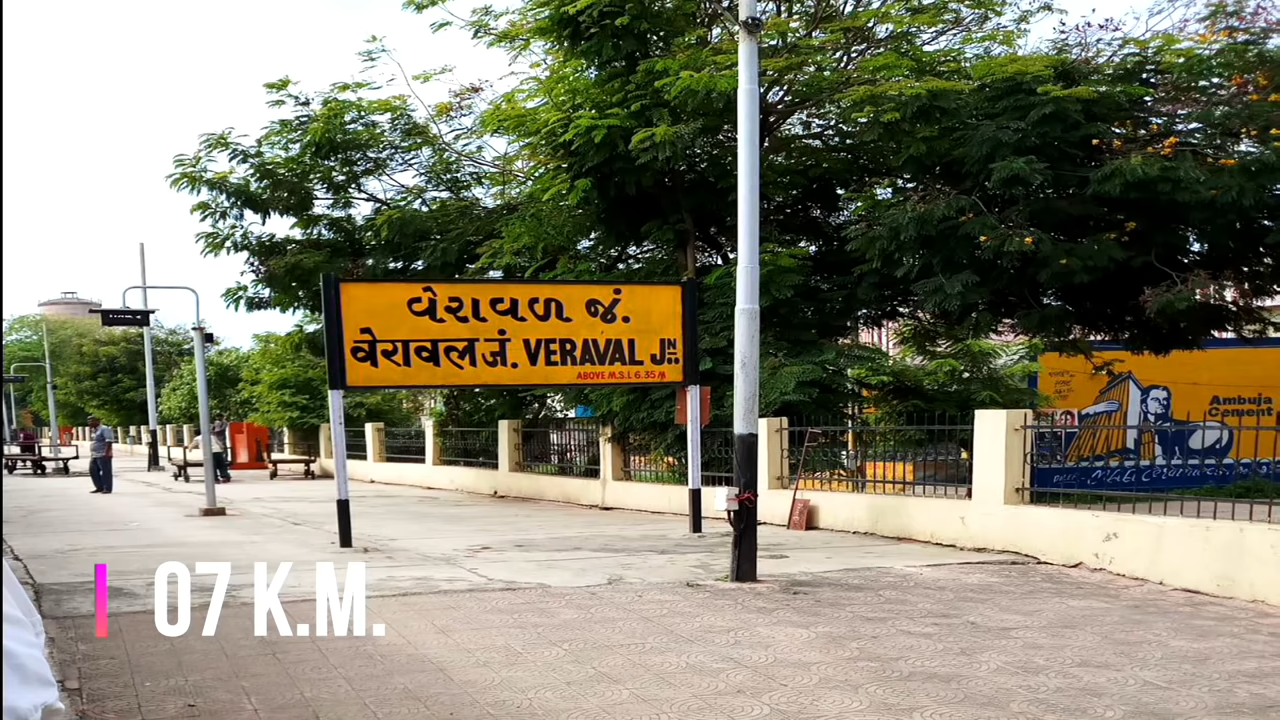 વેરાવળ જં.
वेरावल जं. VERAVAL JN.
ABOVE M.S.L 6.35 M
Ambuja
Cement
07 K.M.